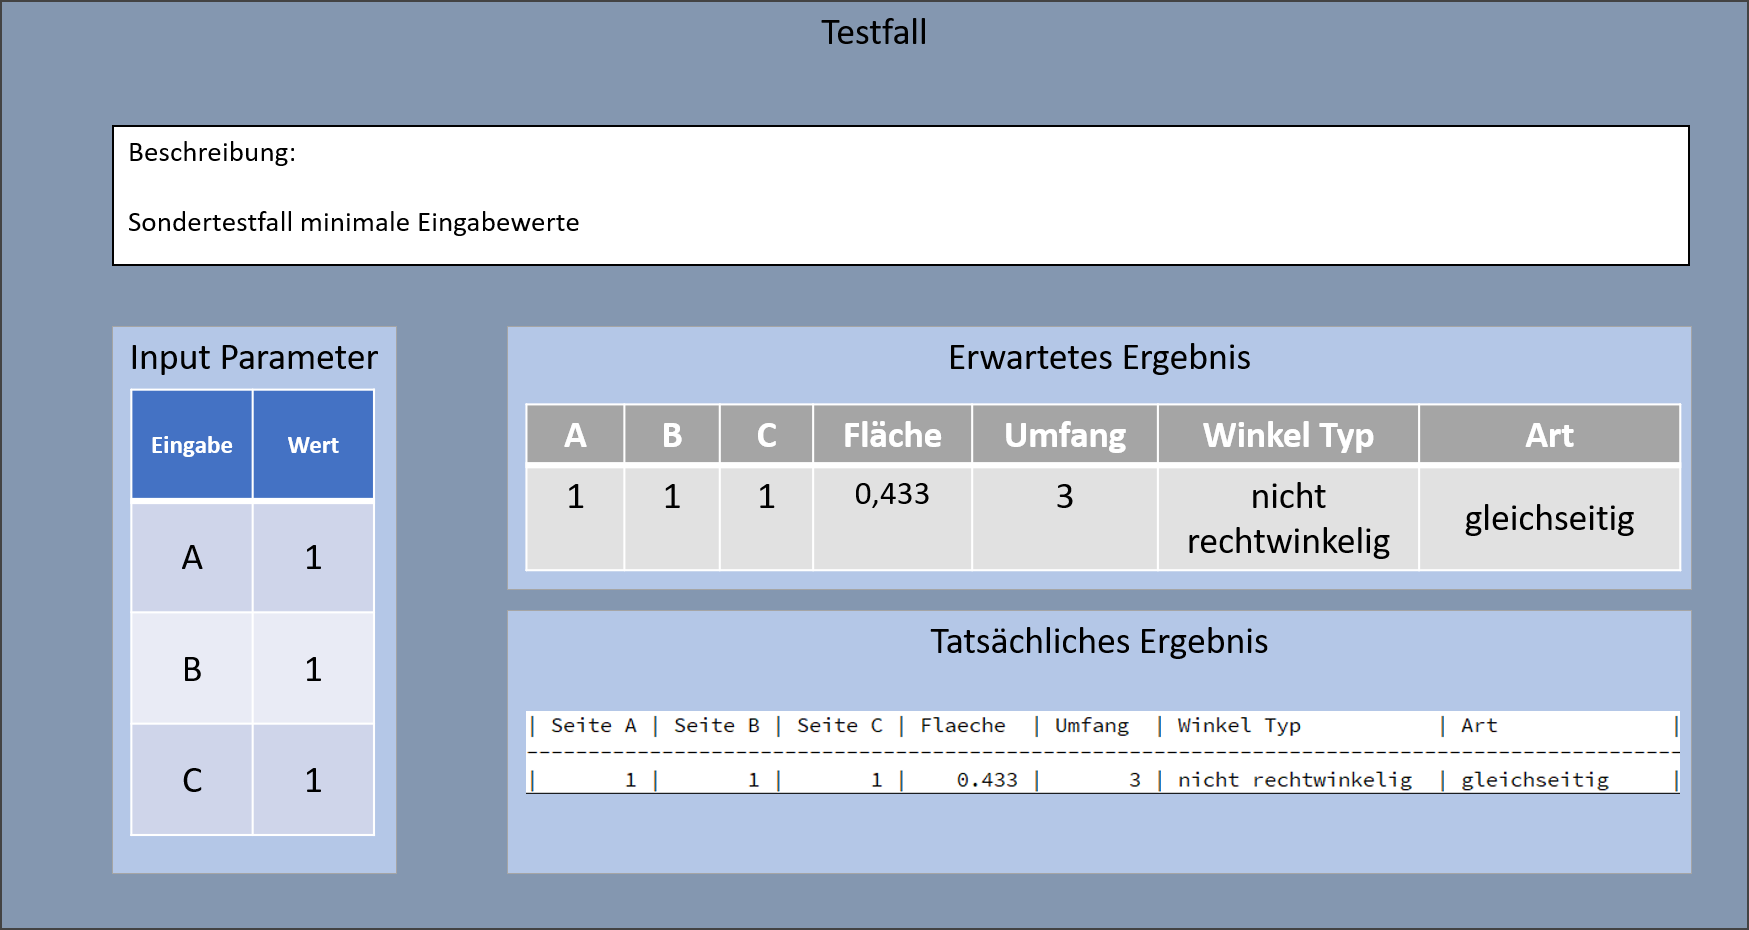 Testfall
Beschreibung:
Sondertestfall minimale Eingabewerte
Input Parameter
Eingabe Wert
A 1
B 1
C 1
Erwartetes Ergebnis
A B C Fläche Umfang Winkel Typ Art
1 1 1 0,433 3 nicht rechtwinkelig gleichseitig
Tatsächliches Ergebnis
| Seite A | Seite B | Seite C | Flaeche | Umfang | Winkel Typ | Art |
----------------------------------------------------------------------------------------------
| 1 | 1 | 1 | 0.433 | 3 | nicht rechtwinkelig | gleichseitig |